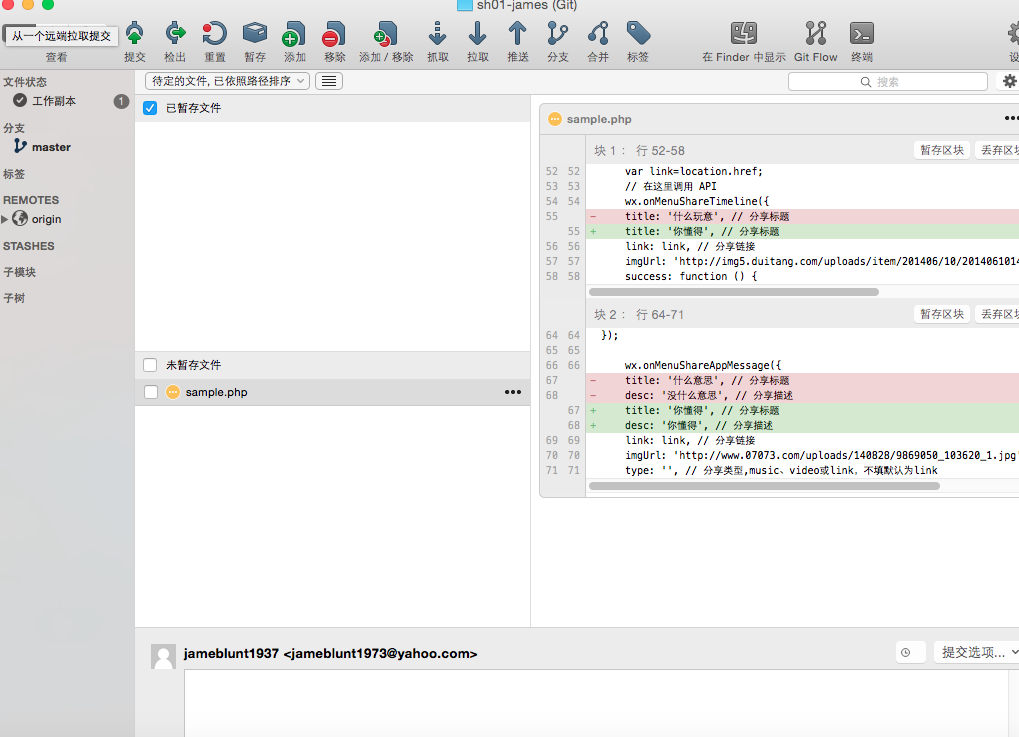 sh01-james (Git)
从一个远端拉取提交
查看
提交
检出
重置
暂存
添加
移除
添加 / 移除
抓取
拉取
推送
分支
合并
标签
在 Finder 中显示
Git Flow
终端
设
文件状态
工作副本
1
分支
master
标签
REMOTES
origin
STASHES
子模块
子树
待定的文件, 已依照路径排序
搜索
已暂存文件
未暂存文件
sample.php
sample.php
块 1： 行 52-58
暂存区块
丢弃区块
52 52 var link=location.href;
53 53 // 在这里调用 API
54 54 wx.onMenuShareTimeline({
55 - title: '什么玩意', // 分享标题
55 + title: '你懂得', // 分享标题
56 56 link: link, // 分享链接
57 57 imgUrl: 'http://img5.duitang.com/uploads/item/201406/10/201406101
58 58 success: function () {
块 2： 行 64-71
暂存区块
丢弃区块
64 64 });
65 65
66 66 wx.onMenuShareAppMessage({
67 - title: '什么意思', // 分享标题
68 - desc: '没什么意思', // 分享描述
67 + title: '你懂得', // 分享标题
68 + desc: '你懂得', // 分享描述
69 69 link: link, // 分享链接
70 70 imgUrl: 'http://www.07073.com/uploads/140828/9869050_103620_1.jpg'
71 71 type: '', // 分享类型,music、video或link，不填默认为link
jameblunt1937 <jameblunt1973@yahoo.com>
提交选项...